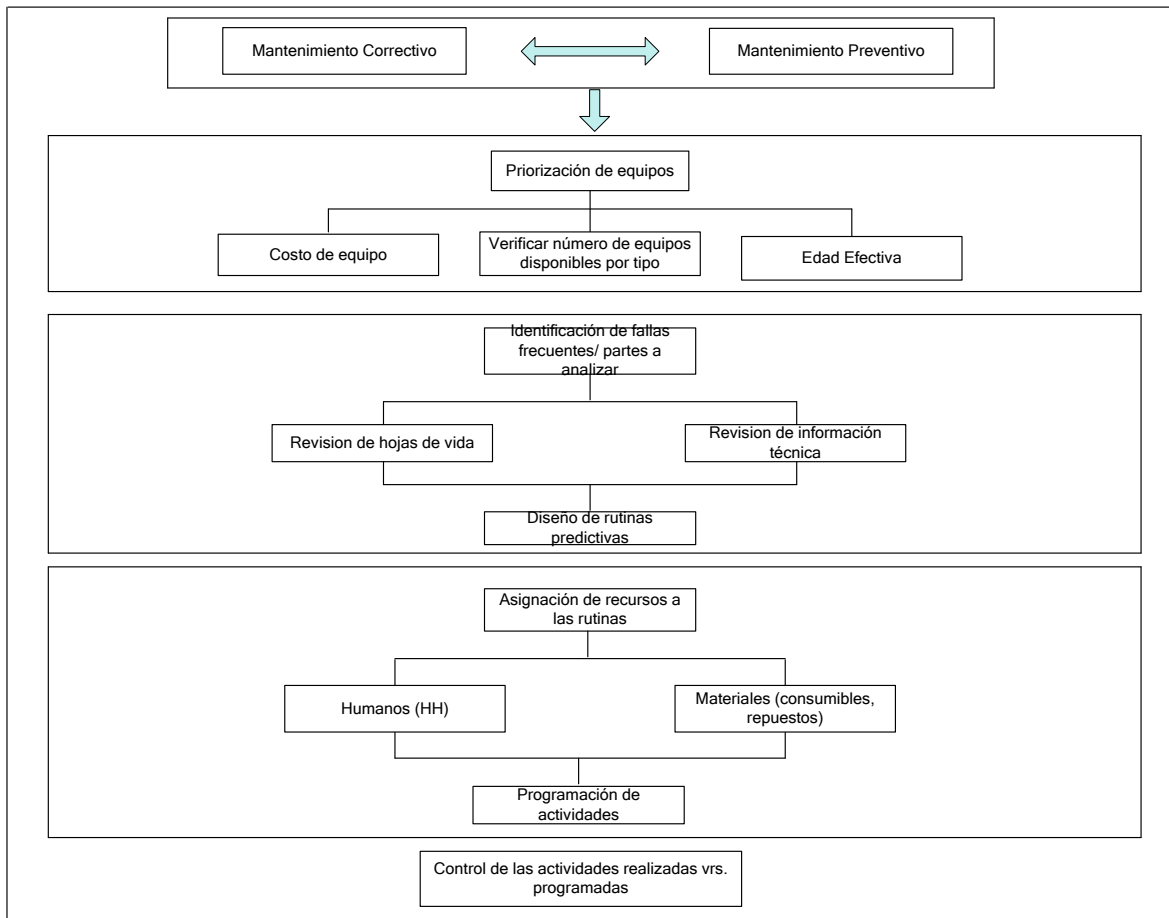 Mantenimiento Correctivo
Mantenimiento Preventivo
Priorización de equipos
Costo de equipo
Verificar número de equipos
disponibles por tipo
Edad Efectiva
Identificación de fallas
frecuentes/ partes a
analizar
Revision de hojas de vida
Revision de información
técnica
Diseño de rutinas
predictivas
Asignación de recursos a
las rutinas
Humanos (HH)
Materiales (consumibles,
repuestos)
Programación de
actividades
Control de las actividades realizadas vrs.
programadas